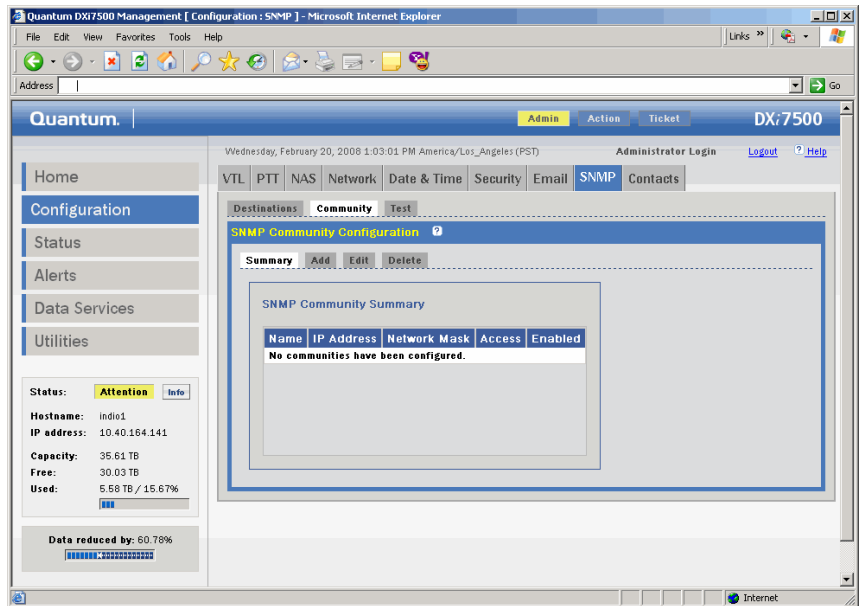 Quantum DXi7500 Management [ Configuration : SNMP ] - Microsoft Internet Explorer
File Edit View Favorites Tools Help
Links »
Address
Go
Quantum.
Admin Action Ticket
DXi7500
Wednesday, February 20, 2008 1:03:01 PM America/Los_Angeles (PST)
Administrator Login
Logout
? Help
Home
Configuration
Status
Alerts
Data Services
Utilities
VTL PTT NAS Network Date & Time Security Email SNMP Contacts
Destinations Community Test
SNMP Community Configuration ?
Summary Add Edit Delete
SNMP Community Summary
Name IP Address Network Mask Access Enabled
No communities have been configured.
Status: Attention Info
Hostname: indio1
IP address: 10.40.164.141
Capacity: 35.61 TB
Free: 30.03 TB
Used: 5.58 TB / 15.67%
Data reduced by: 60.78%
Internet